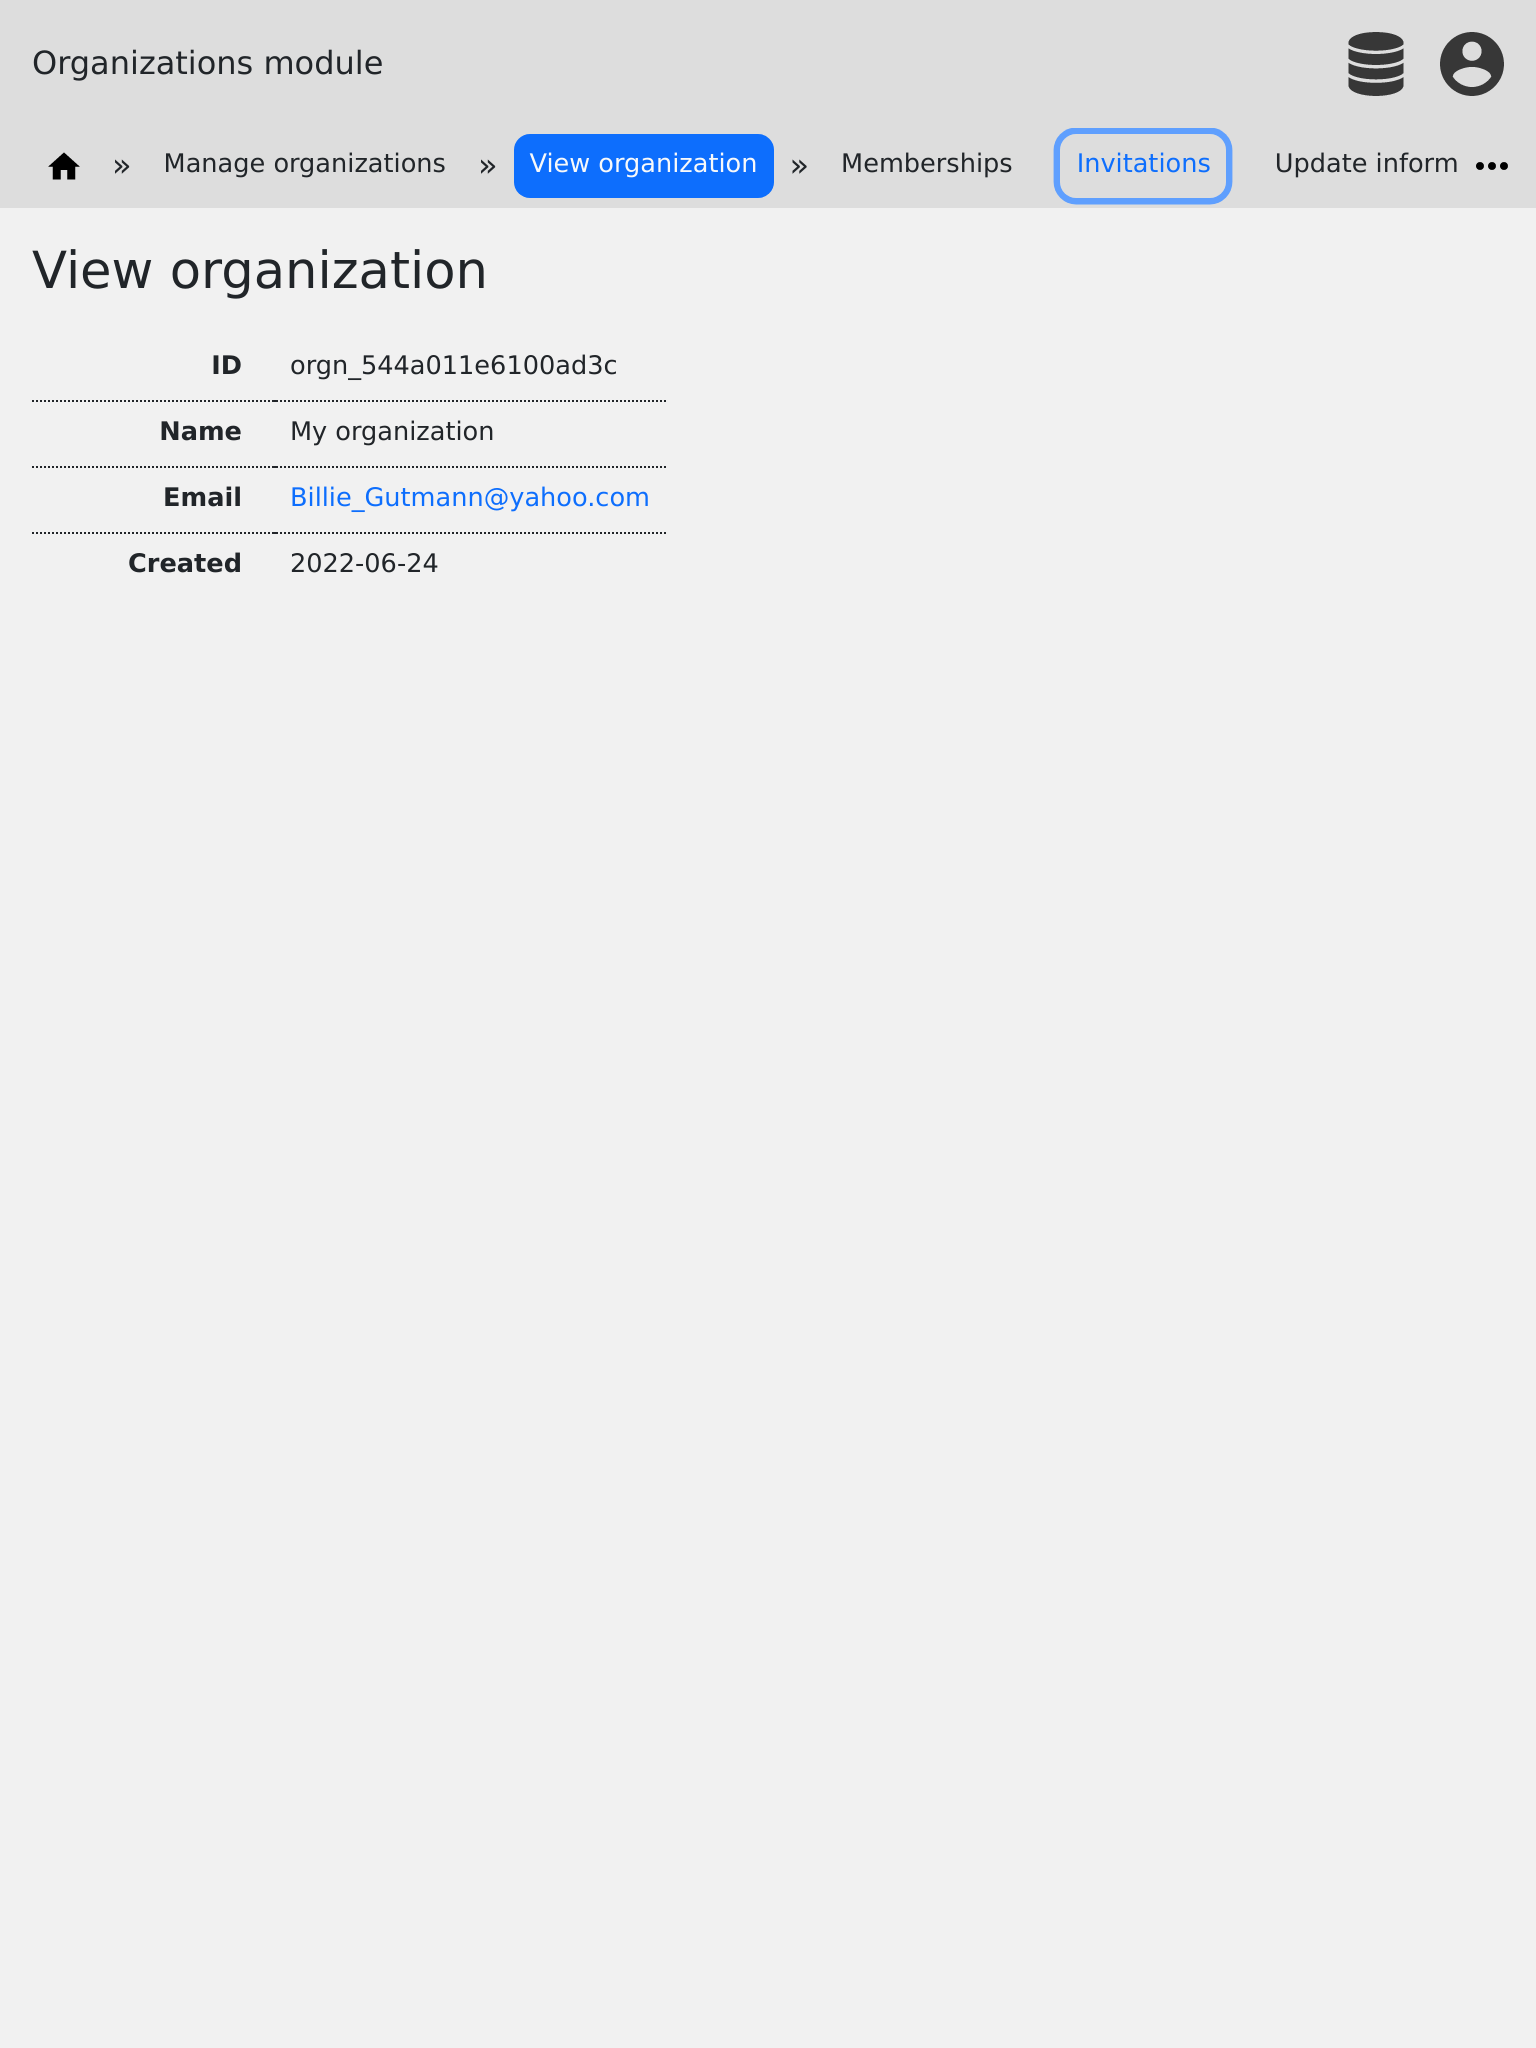 Organizations module
» Manage organizations » View organization » Memberships Invitations Update inform •••
View organization
ID orgn_544a011e6100ad3c
Name My organization
Email Billie_Gutmann@yahoo.com
Created 2022-06-24